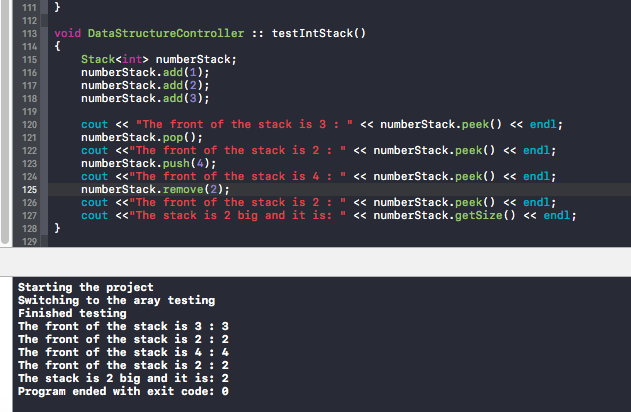 111 }
112
113 void DataStructureController :: testIntStack()
114 {
115 Stack<int> numberStack;
116 numberStack.add(1);
117 numberStack.add(2);
118 numberStack.add(3);
119
120 cout << "The front of the stack is 3 : " << numberStack.peek() << endl;
121 numberStack.pop();
122 cout <<"The front of the stack is 2 : " << numberStack.peek() << endl;
123 numberStack.push(4);
124 cout <<"The front of the stack is 4 : " << numberStack.peek() << endl;
125 numberStack.remove(2);
126 cout <<"The front of the stack is 2 : " << numberStack.peek() << endl;
127 cout <<"The stack is 2 big and it is: " << numberStack.getSize() << endl;
128 }
129
Starting the project
Switching to the aray testing
Finished testing
The front of the stack is 3 : 3
The front of the stack is 2 : 2
The front of the stack is 4 : 4
The front of the stack is 2 : 2
The stack is 2 big and it is: 2
Program ended with exit code: 0